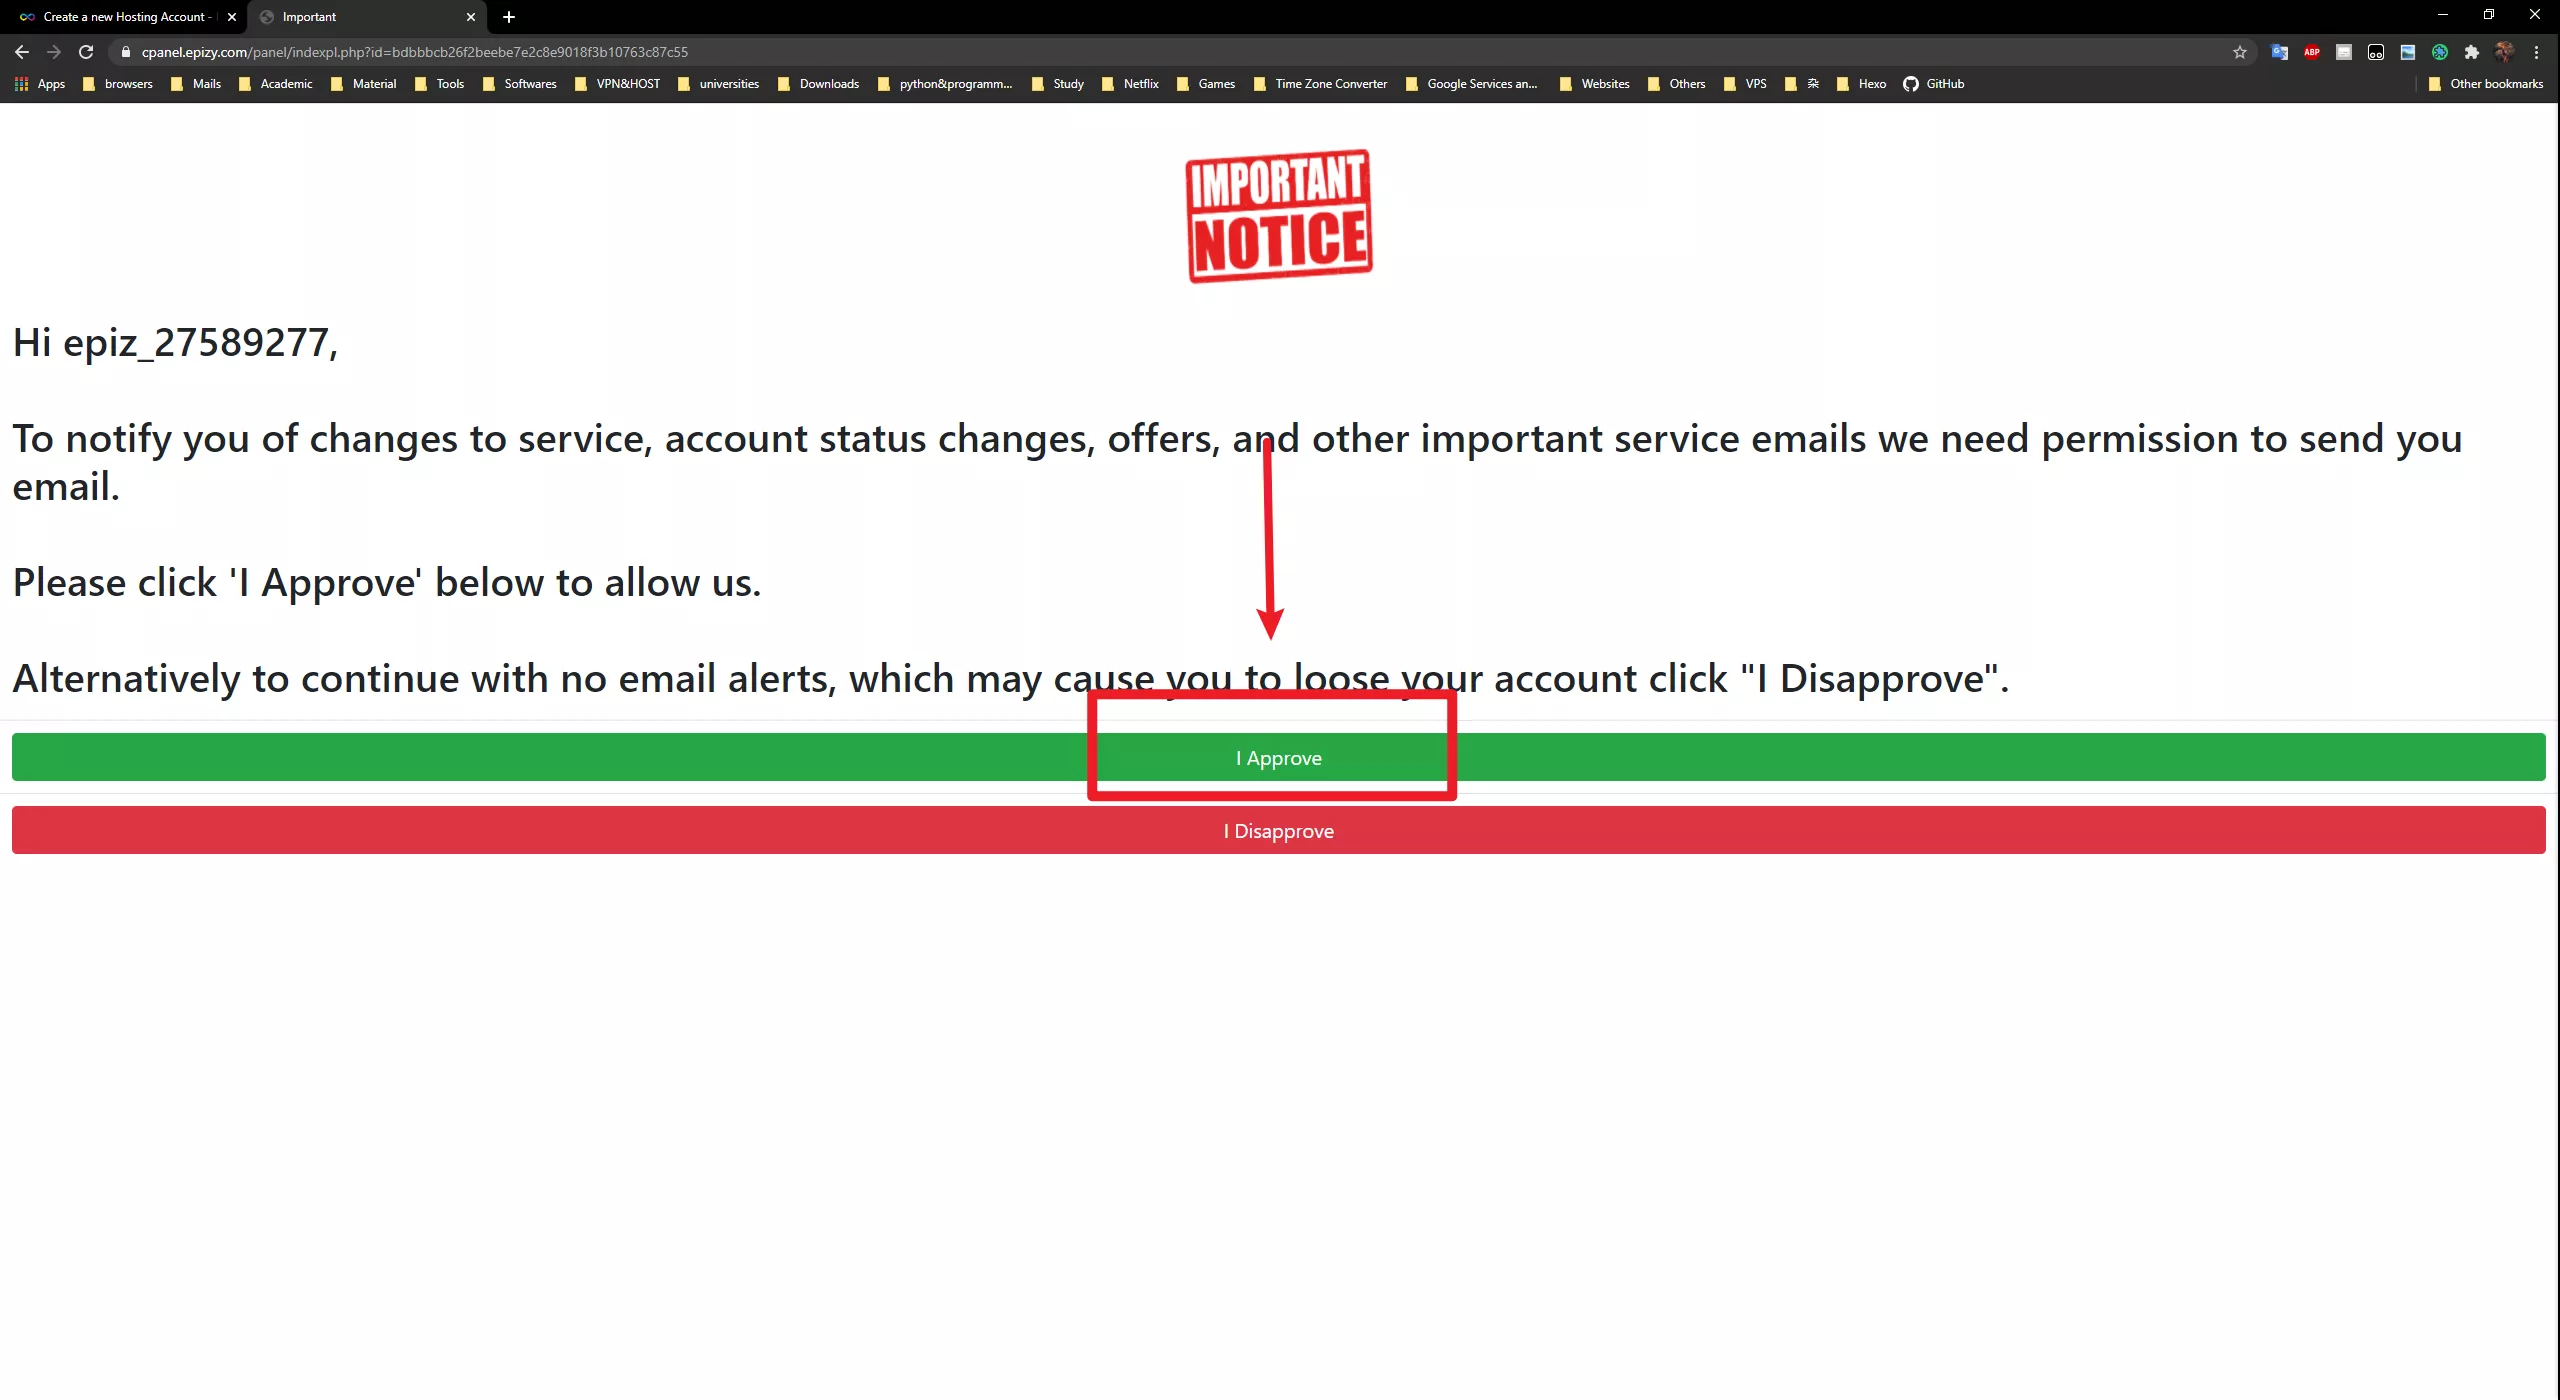 Create a new Hosting Account -
Important
cpanel.epizy.com/panel/indexpl.php?id=bdbbbcb26f2beebe7e2c8e9018f3b10763c87c55
ABP
Apps browsers Mails Academic Material Tools Softwares VPN&HOST universities Downloads python&programm... Study Netflix Games Time Zone Converter Google Services an... Websites Others VPS 杂 Hexo GitHub Other bookmarks
IMPORTANT
NOTICE
Hi epiz_27589277,
To notify you of changes to service, account status changes, offers, and other important service emails we need permission to send you
email.
Please click 'I Approve' below to allow us.
Alternatively to continue with no email alerts, which may cause you to loose your account click "I Disapprove".
I Approve
I Disapprove